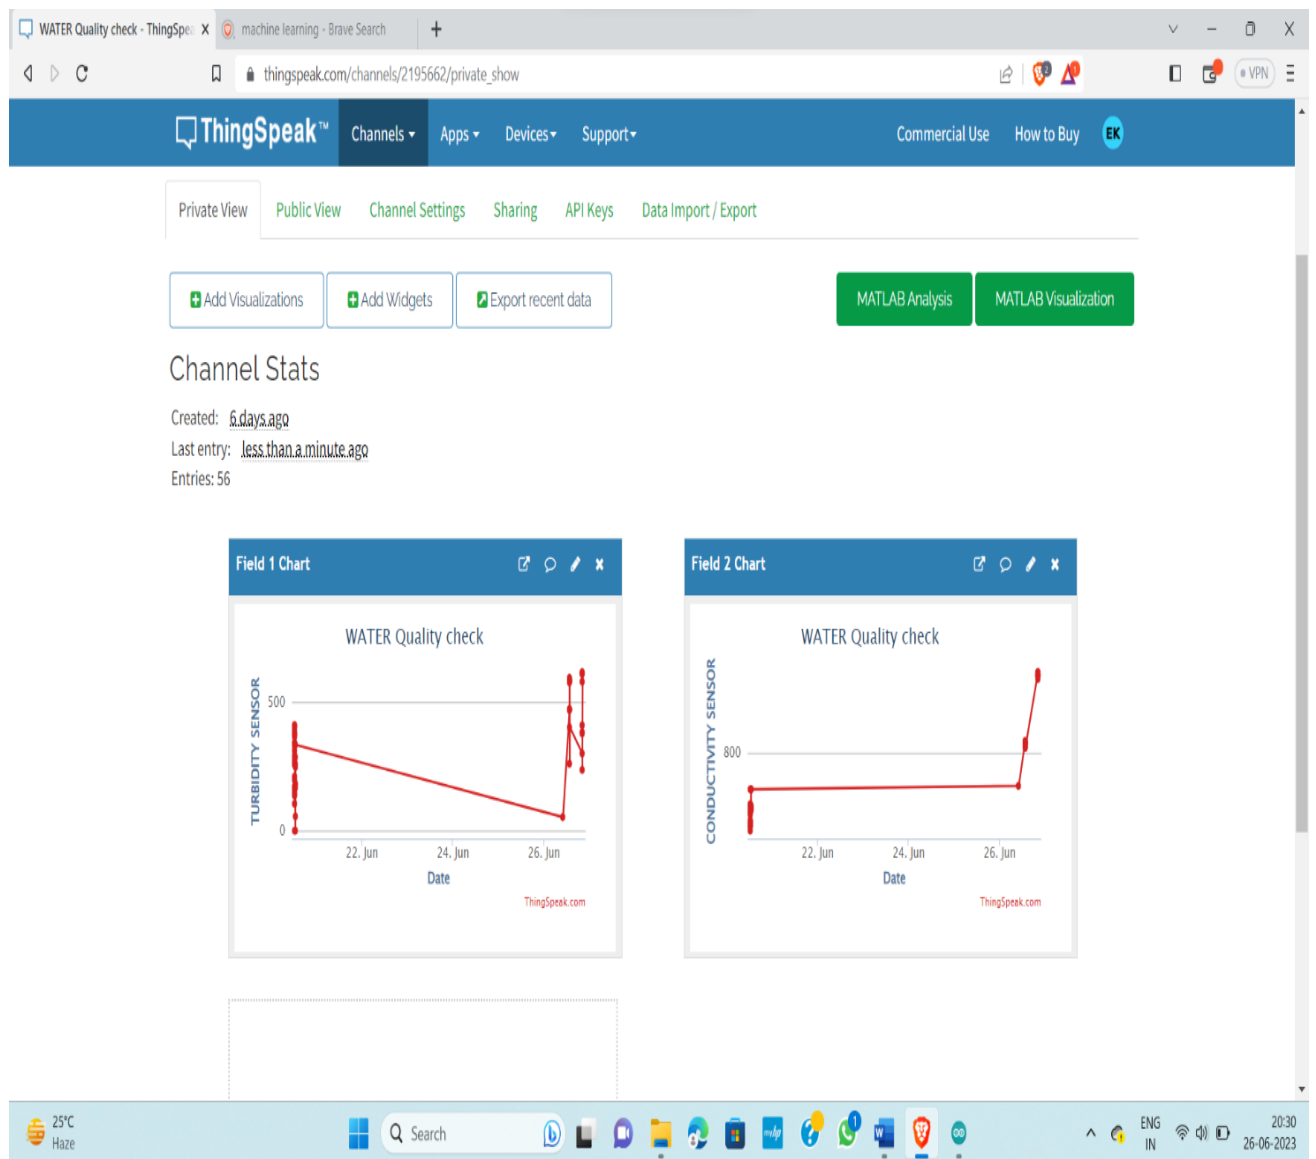 WATER Quality check - ThingSpea
machine learning - Brave Search
thingspeak.com/channels/2195662/private_show
VPN
ThingSpeak™
Channels
Apps
Devices
Support
Commercial Use
How to Buy
EK
Private View
Public View
Channel Settings
Sharing
API Keys
Data Import / Export
Add Visualizations
Add Widgets
Export recent data
MATLAB Analysis
MATLAB Visualization
Channel Stats
Created: 6 days ago
Last entry: less than a minute ago
Entries: 56
Field 1 Chart
WATER Quality check
TURBIDITY SENSOR
500
0
22. Jun
24. Jun
26. Jun
Date
ThingSpeak.com
Field 2 Chart
WATER Quality check
CONDUCTIVITY SENSOR
800
22. Jun
24. Jun
26. Jun
Date
ThingSpeak.com
25°C
Haze
Search
myhp
1
ENG
IN
20:30
26-06-2023